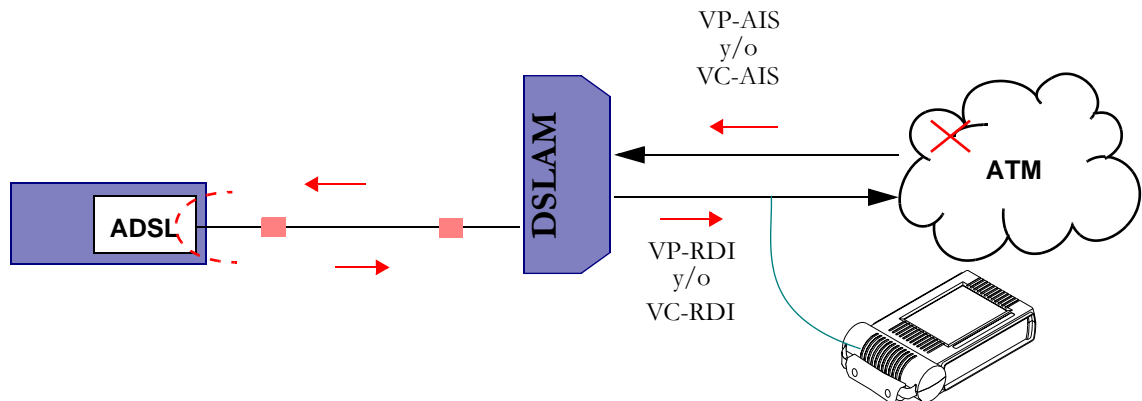 VP-AIS
y/o
VC-AIS
DSLAM
ATM
ADSL
VP-RDI
y/o
VC-RDI